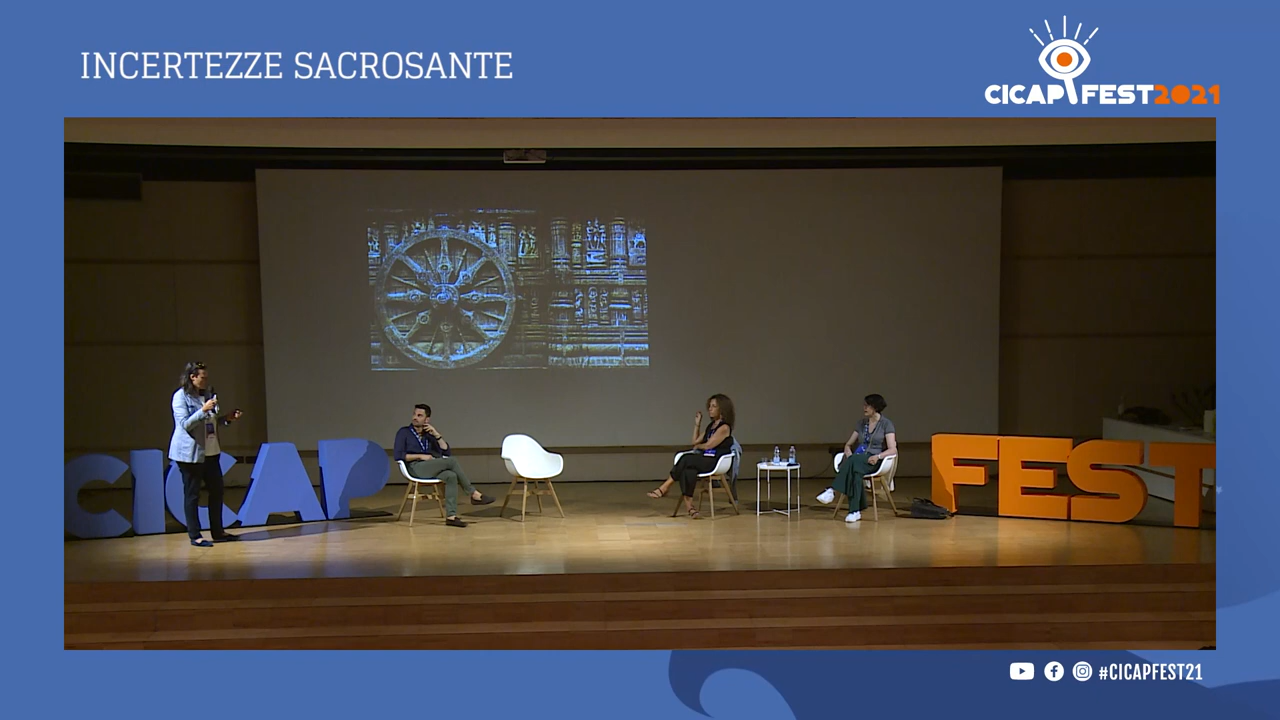 INCERTEZZE SACROSANTE
CICAP FEST2021
CICAP
FEST
#CICAPFEST21